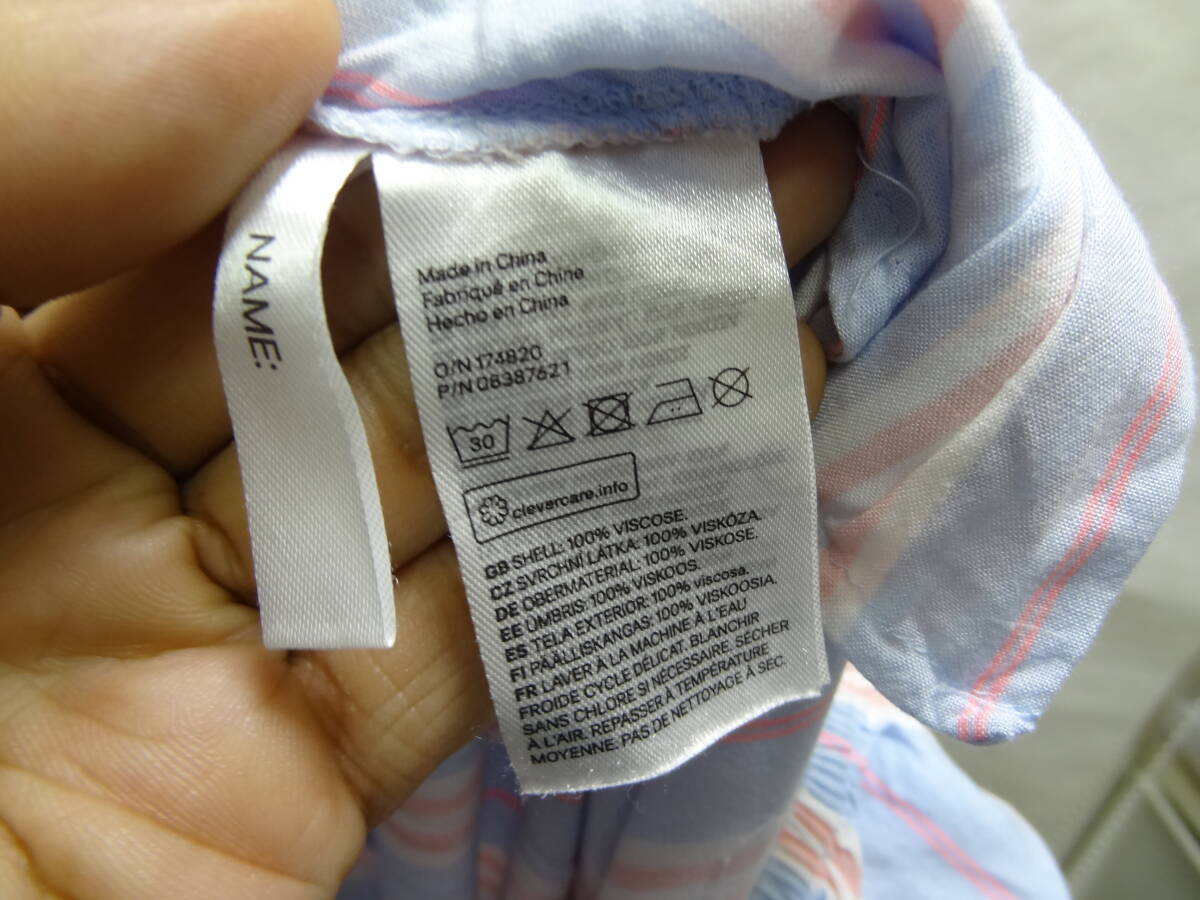 NAME:
Made in China
Fabriqué en Chine
Hecho en China
O/N 174820
P/N 08387621
30
clevercare.info
GB SHELL: 100% VISCOSE.
CZ SVRCHNÍ LÁTKA: 100% VISKÓZA.
DE OBERMATERIAL: 100% VISKOSE.
EE ÜMBRIS: 100% VISKOOS.
ES TELA EXTERIOR: 100% viscosa.
FI PÄÄLLISKANGAS: 100% VISKOOSIA.
FR LAVER À LA MACHINE À L'EAU
FROIDE CYCLE DÉLICAT. BLANCHIR
SANS CHLORE SI NÉCESSAIRE. SÉCHER
À L'AIR. REPASSER À TEMPÉRATURE
MOYENNE. PAS DE NETTOYAGE À SEC.